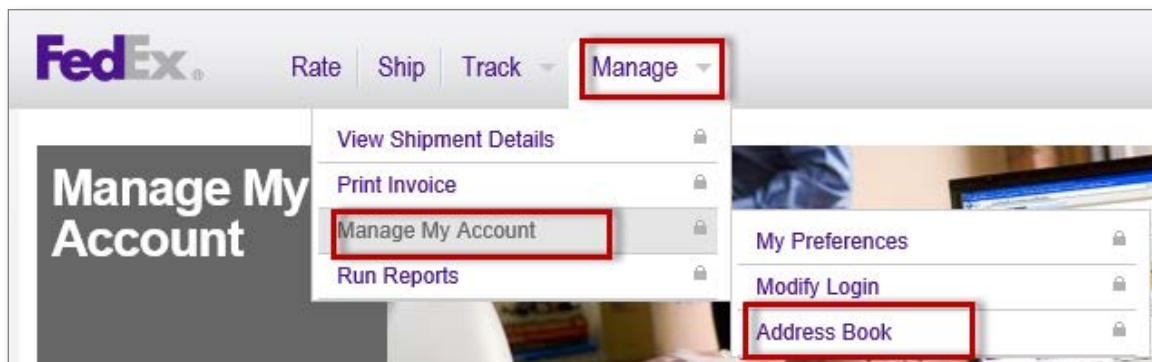 FedEx®
Rate Ship Track Manage
View Shipment Details
Print Invoice
Manage My Account
Run Reports
Manage My
Account
My Preferences
Modify Login
Address Book